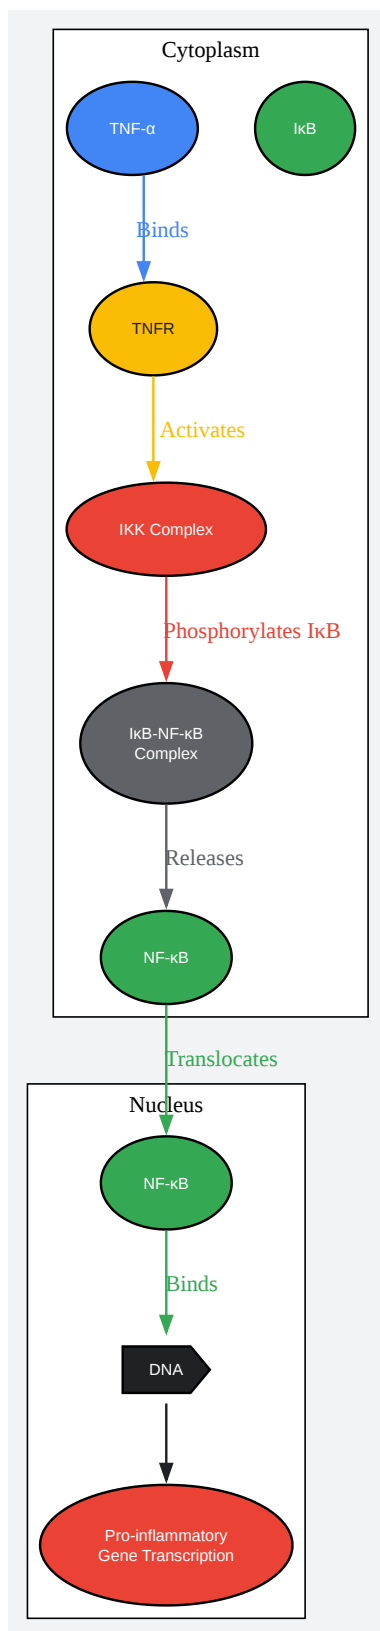 Cytoplasm
TNF-α
IκB
Binds
TNFR
Activates
IKK Complex
Phosphorylates IκB
IκB-NF-κB
Complex
Releases
NF-κB
Translocates
Nucleus
NF-κB
Binds
DNA
Pro-inflammatory
Gene Transcription